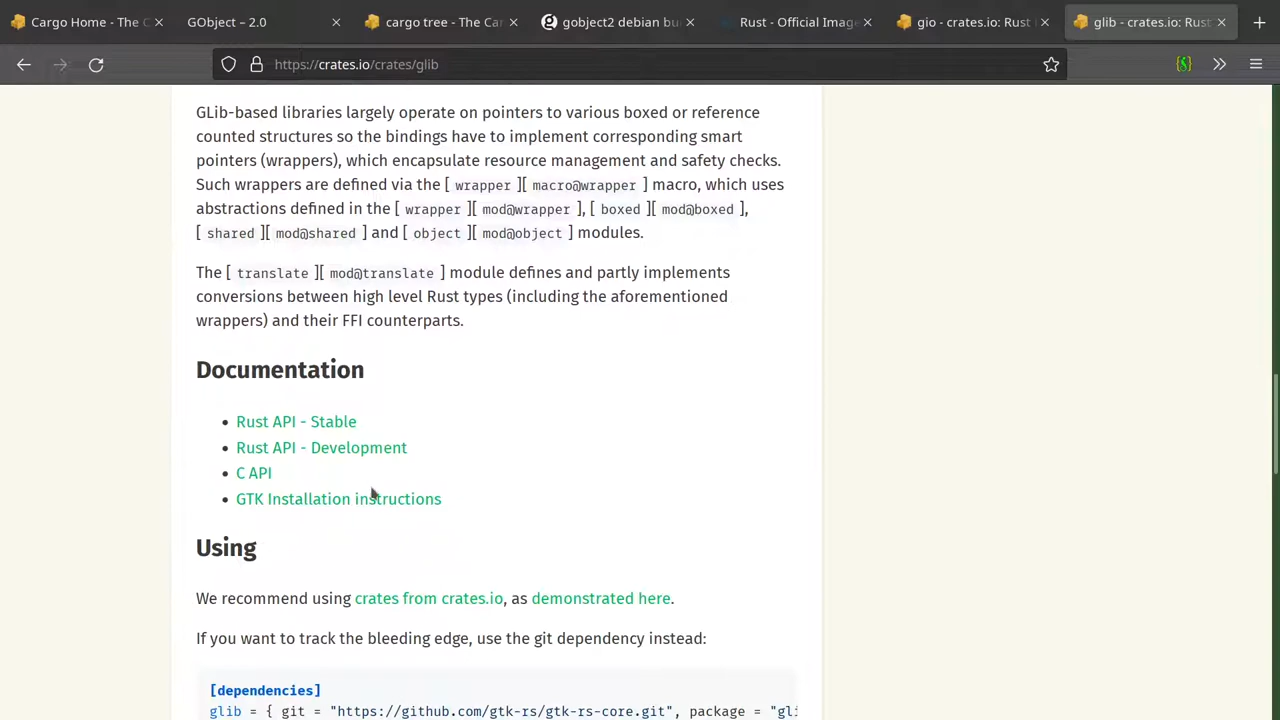 Cargo Home - The C
GObject – 2.0
cargo tree - The Ca
gobject2 debian bu
Rust - Official Imag
gio - crates.io: Rust
glib - crates.io: Rust
https://crates.io/crates/glib
GLib-based libraries largely operate on pointers to various boxed or reference
counted structures so the bindings have to implement corresponding smart
pointers (wrappers), which encapsulate resource management and safety checks.
Such wrappers are defined via the [ wrapper ][ macro@wrapper ] macro, which uses
abstractions defined in the [ wrapper ][ mod@wrapper ], [ boxed ][ mod@boxed ],
[ shared ][ mod@shared ] and [ object ][ mod@object ] modules.
The [ translate ][ mod@translate ] module defines and partly implements
conversions between high level Rust types (including the aforementioned
wrappers) and their FFI counterparts.
Documentation
• Rust API - Stable
• Rust API - Development
• C API
• GTK Installation instructions
Using
We recommend using crates from crates.io, as demonstrated here.
If you want to track the bleeding edge, use the git dependency instead:
[dependencies]
glib = { git = "https://github.com/gtk-rs/gtk-rs-core.git", package = "gli